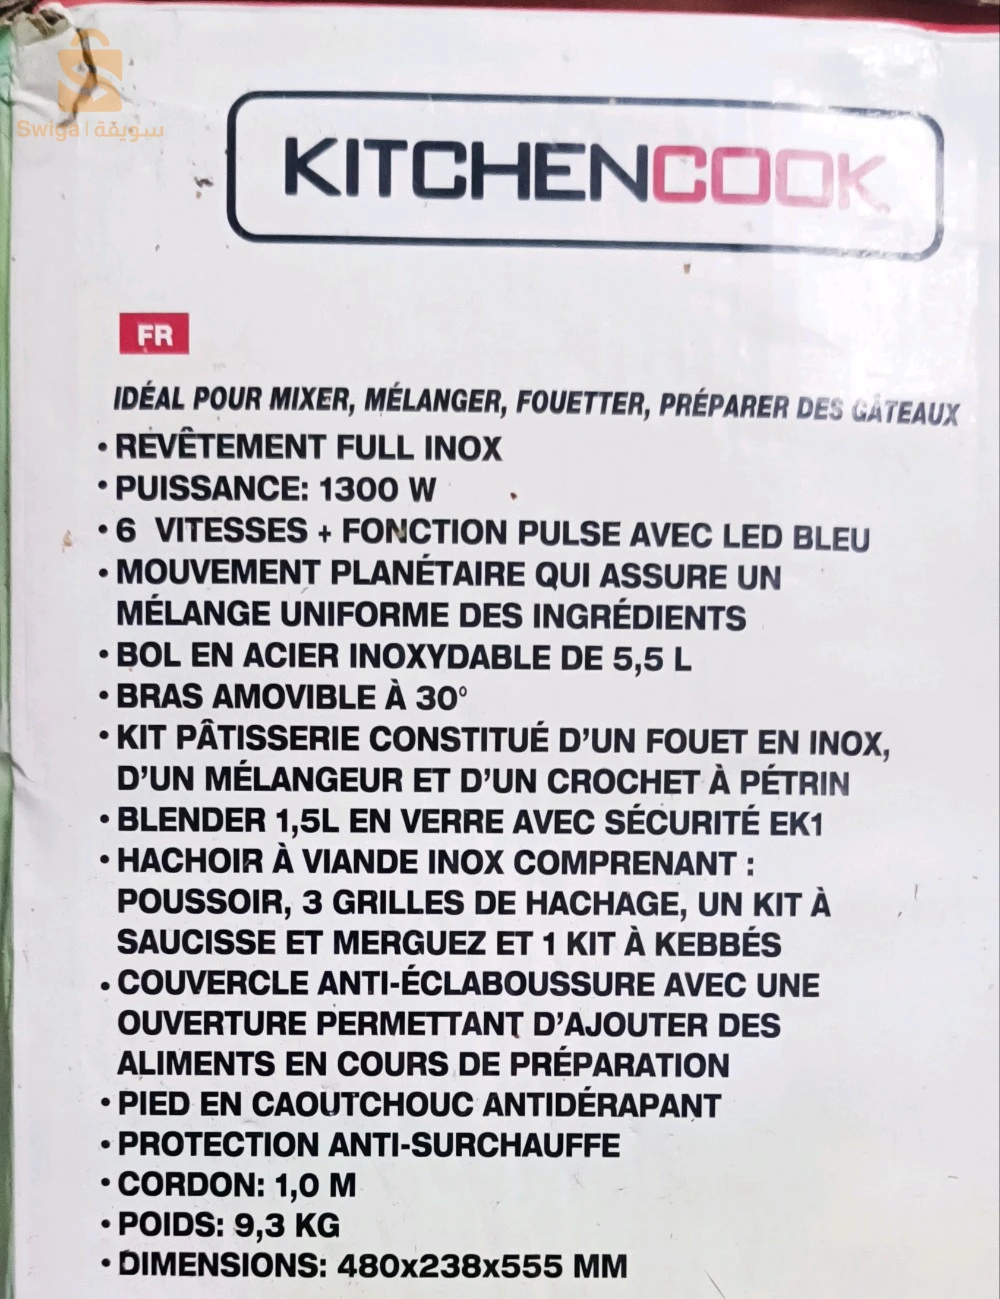 Swiga | سويقة
KITCHENCOOK
FR
IDÉAL POUR MIXER, MÉLANGER, FOUETTER, PRÉPARER DES GÂTEAUX
• REVÊTEMENT FULL INOX
• PUISSANCE: 1300 W
• 6 VITESSES + FONCTION PULSE AVEC LED BLEU
• MOUVEMENT PLANÉTAIRE QUI ASSURE UN
MÉLANGE UNIFORME DES INGRÉDIENTS
• BOL EN ACIER INOXYDABLE DE 5,5 L
• BRAS AMOVIBLE À 30°
• KIT PÂTISSERIE CONSTITUÉ D'UN FOUET EN INOX,
D'UN MÉLANGEUR ET D'UN CROCHET À PÉTRIN
• BLENDER 1,5L EN VERRE AVEC SÉCURITÉ EK1
• HACHOIR À VIANDE INOX COMPRENANT :
POUSSOIR, 3 GRILLES DE HACHAGE, UN KIT À
SAUCISSE ET MERGUEZ ET 1 KIT À KEBBÉS
• COUVERCLE ANTI-ÉCLABOUSSURE AVEC UNE
OUVERTURE PERMETTANT D'AJOUTER DES
ALIMENTS EN COURS DE PRÉPARATION
• PIED EN CAOUTCHOUC ANTIDÉRAPANT
• PROTECTION ANTI-SURCHAUFFE
• CORDON: 1,0 M
• POIDS: 9,3 KG
• DIMENSIONS: 480x238x555 MM